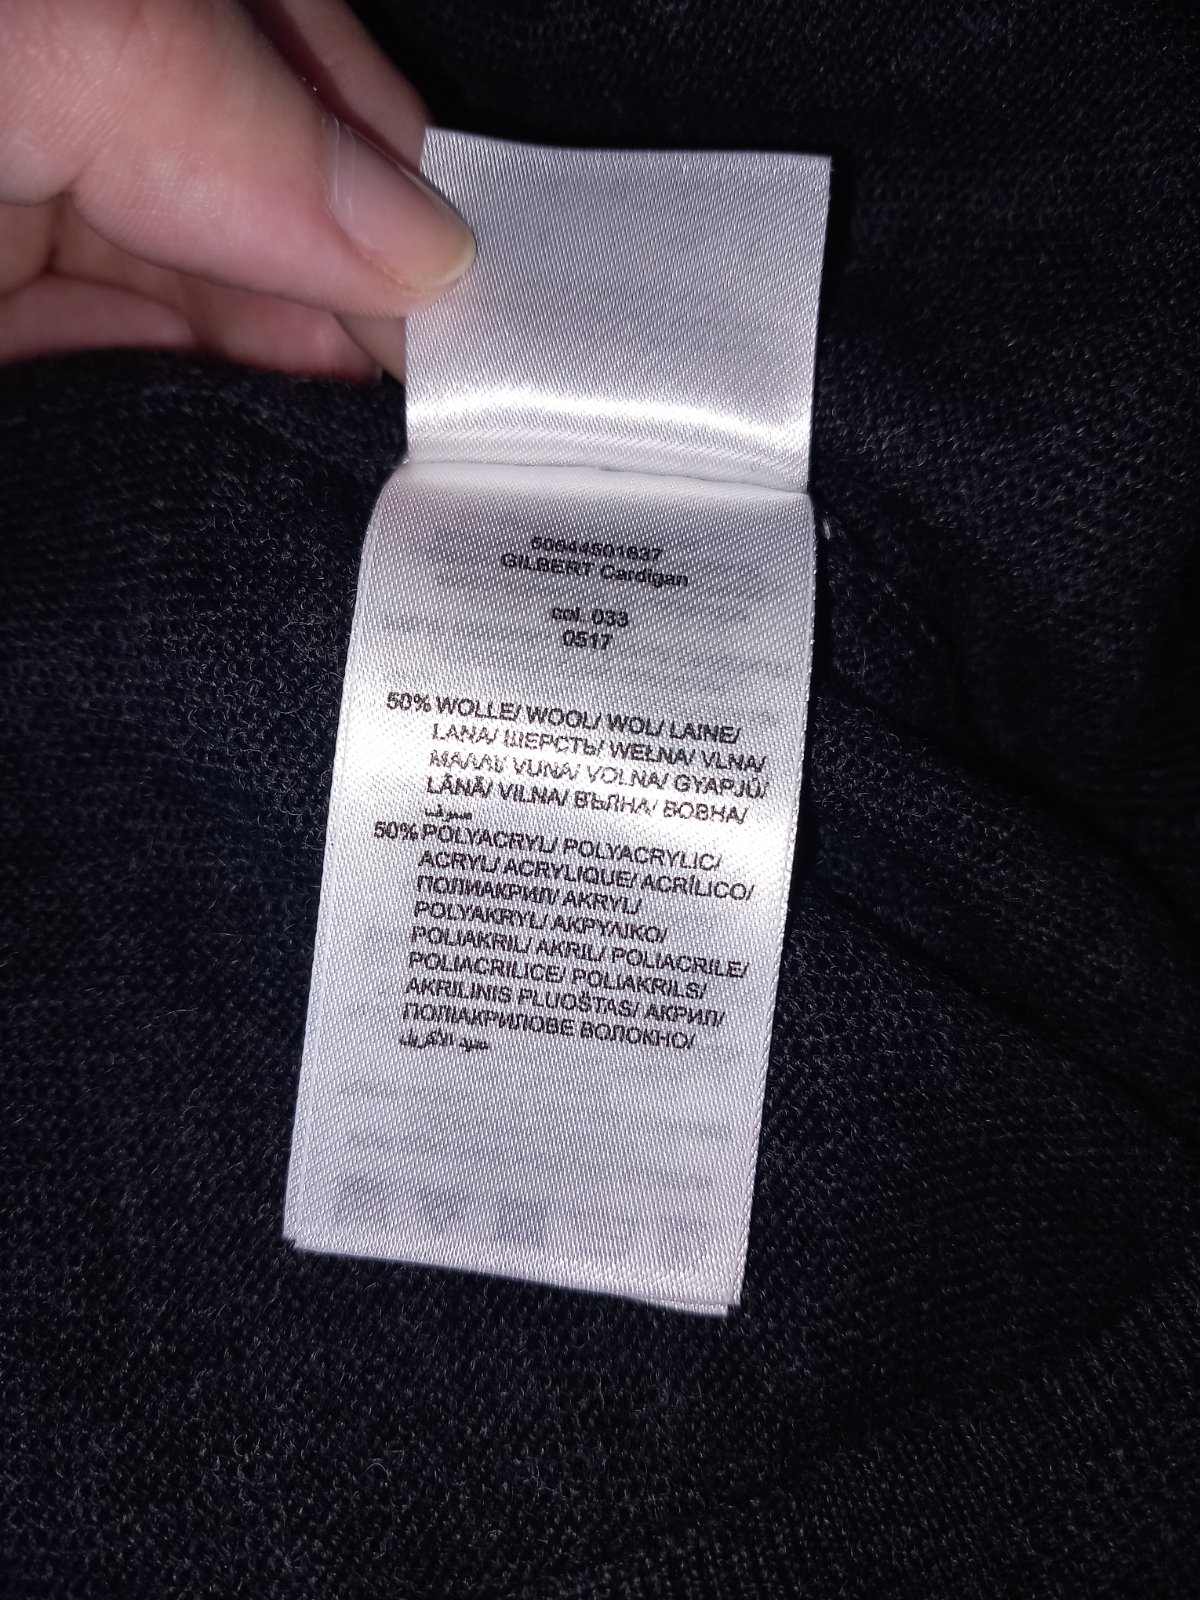 50644501637
GILBERT Cardigan
col. 033
0517
50% WOLLE/ WOOL/ WOL/ LAINE/
LANA/ ШЕРСТЬ/ WEŁNA/ VLNA/
ΜΑΛΛΙ/ VUNA/ VOLNA/ GYAPJÚ/
LÂNĂ/ VILNA/ ВЪЛНА/ ВОВНА/
صوف
50% POLYACRYL/ POLYACRYLIC/
ACRYL/ ACRYLIQUE/ ACRÍLICO/
ПОЛИАКРИЛ/ AKRYL/
POLYAKRYL/ ΑΚΡΥΛΙΚΟ/
POLIAKRIL/ AKRIL/ POLIACRILE/
POLIACRILICE/ POLIAKRILS/
AKRILINIS PLUOŠTAS/ АКРИЛ/
ПОЛІАКРИЛОВЕ ВОЛОКНО/